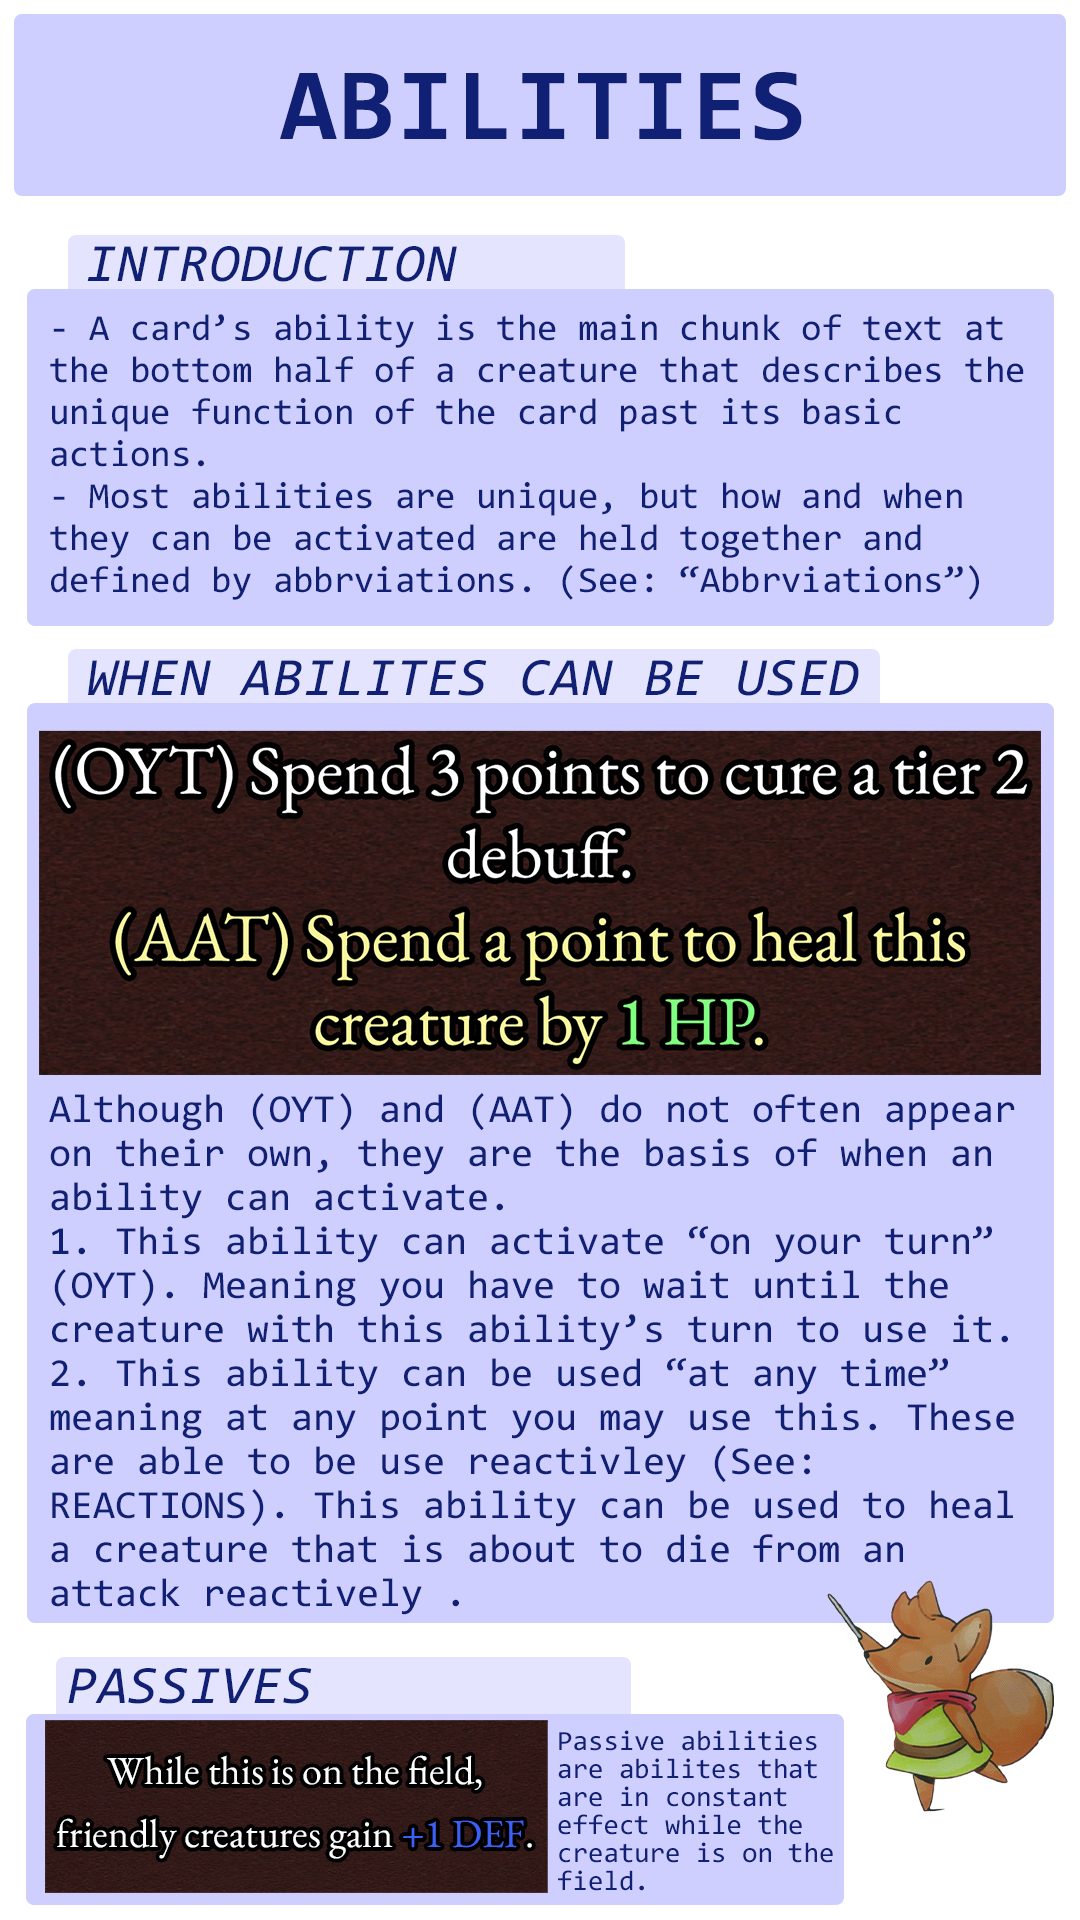 ABILITIES
INTRODUCTION
- A card’s ability is the main chunk of text at
the bottom half of a creature that describes the
unique function of the card past its basic
actions.
- Most abilities are unique, but how and when
they can be activated are held together and
defined by abbrviations. (See: “Abbrviations”)
WHEN ABILITES CAN BE USED
(OYT) Spend 3 points to cure a tier 2
debuff.
(AAT) Spend a point to heal this
creature by 1 HP.
Although (OYT) and (AAT) do not often appear
on their own, they are the basis of when an
ability can activate.
1. This ability can activate “on your turn”
(OYT). Meaning you have to wait until the
creature with this ability’s turn to use it.
2. This ability can be used “at any time”
meaning at any point you may use this. These
are able to be use reactivley (See:
REACTIONS). This ability can be used to heal
a creature that is about to die from an
attack reactively .
PASSIVES
While this is on the field,
friendly creatures gain +1 DEF.
Passive abilities
are abilites that
are in constant
effect while the
creature is on the
field.